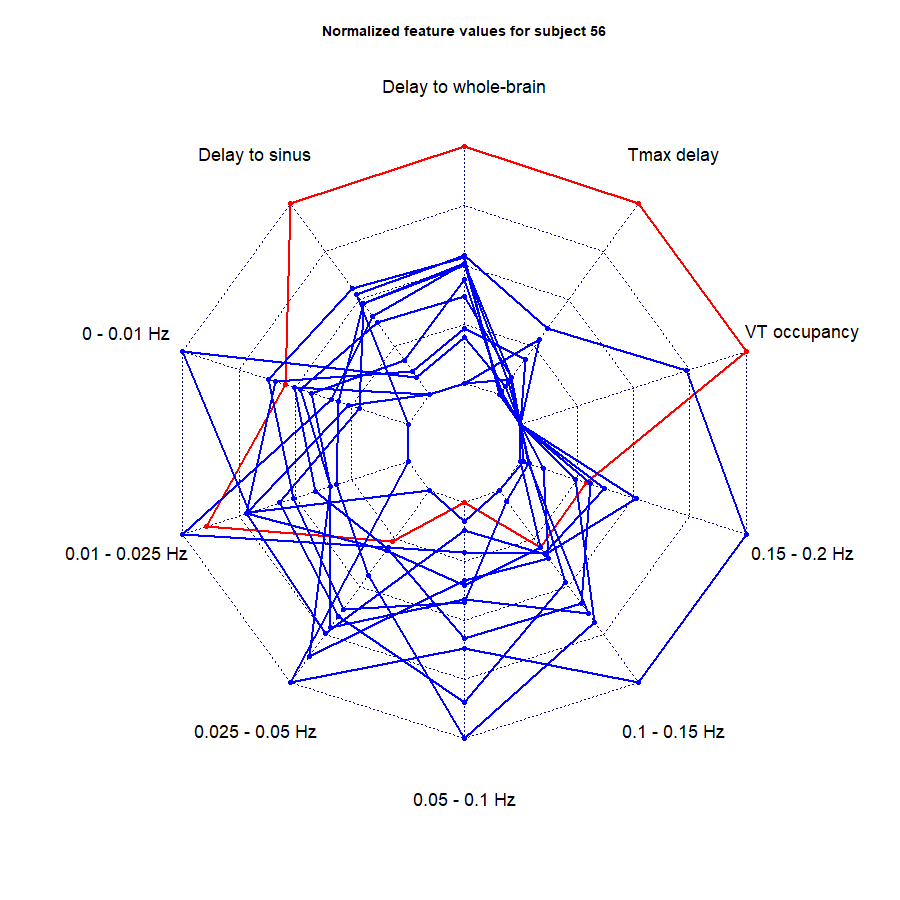 Normalized feature values for subject 56
Delay to whole-brain
Delay to sinus
Tmax delay
0 - 0.01 Hz
VT occupancy
0.01 - 0.025 Hz
0.15 - 0.2 Hz
0.025 - 0.05 Hz
0.1 - 0.15 Hz
0.05 - 0.1 Hz